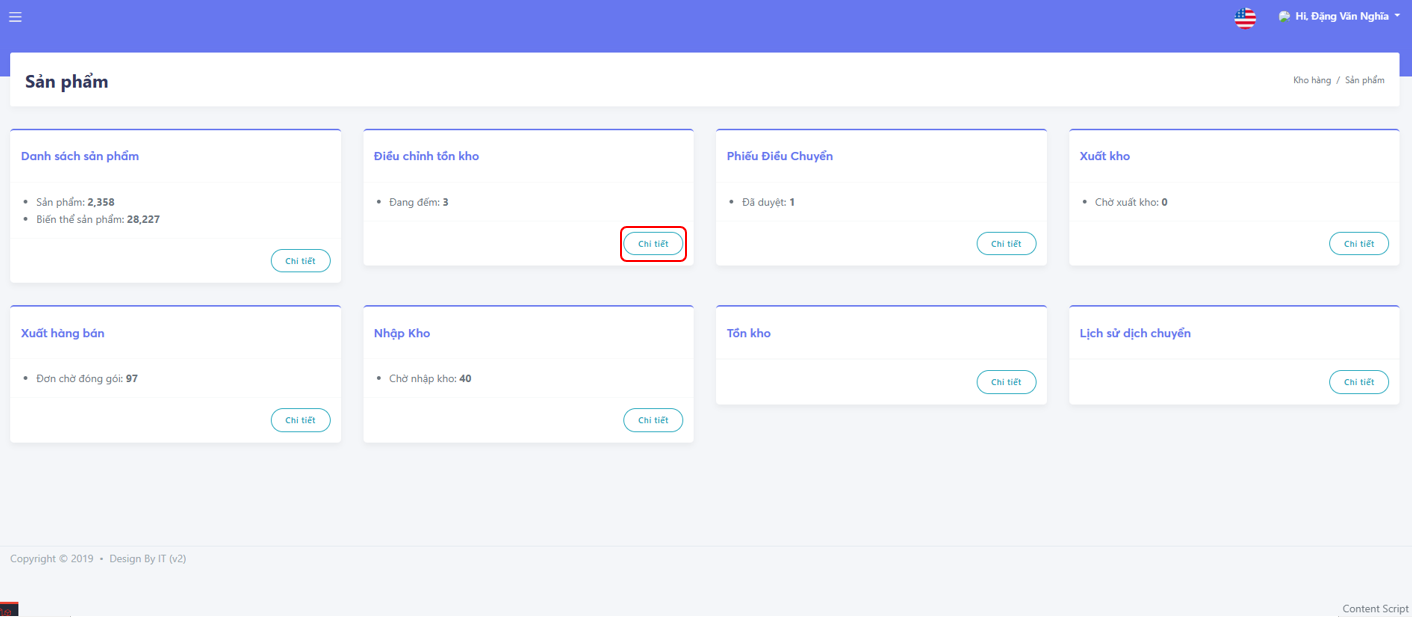 Hi, Đặng Văn Nghĩa
Sản phẩm
Kho hàng / Sản phẩm
Danh sách sản phẩm
Sản phẩm: 2,358
Biến thể sản phẩm: 28,227
Chi tiết
Điều chỉnh tồn kho
Đang đếm: 3
Chi tiết
Phiếu Điều Chuyển
Đã duyệt: 1
Chi tiết
Xuất kho
Chờ xuất kho: 0
Chi tiết
Xuất hàng bán
Đơn chờ đóng gói: 97
Chi tiết
Nhập Kho
Chờ nhập kho: 40
Chi tiết
Tồn kho
Chi tiết
Lịch sử dịch chuyển
Chi tiết
Copyright © 2019 • Design By IT (v2)
Content Script